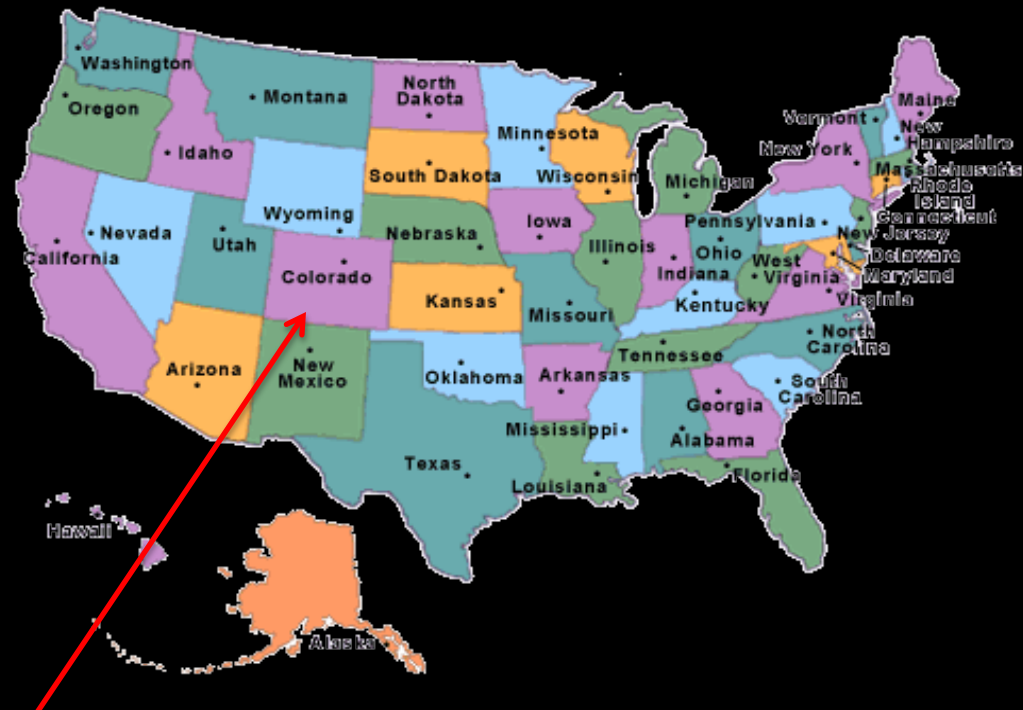 Washington
Montana
North
Dakota
Minnesota
Maine
Vermont
New
Hampshire
Oregon
Idaho
South Dakota
Wisconsin
Michigan
New York
Massachusetts
Rhode
Island
Connecticut
Wyoming
Nebraska
Iowa
Pennsylvania
New Jersey
Nevada
Utah
Illinois
Indiana
Ohio
West
Virginia
Delaware
Maryland
Virginia
California
Colorado
Kansas
Missouri
Kentucky
North
Carolina
Arizona
New
Mexico
Oklahoma
Arkansas
Tennessee
South
Carolina
Georgia
Mississippi
Alabama
Texas
Louisiana
Florida
Hawaii
Alaska